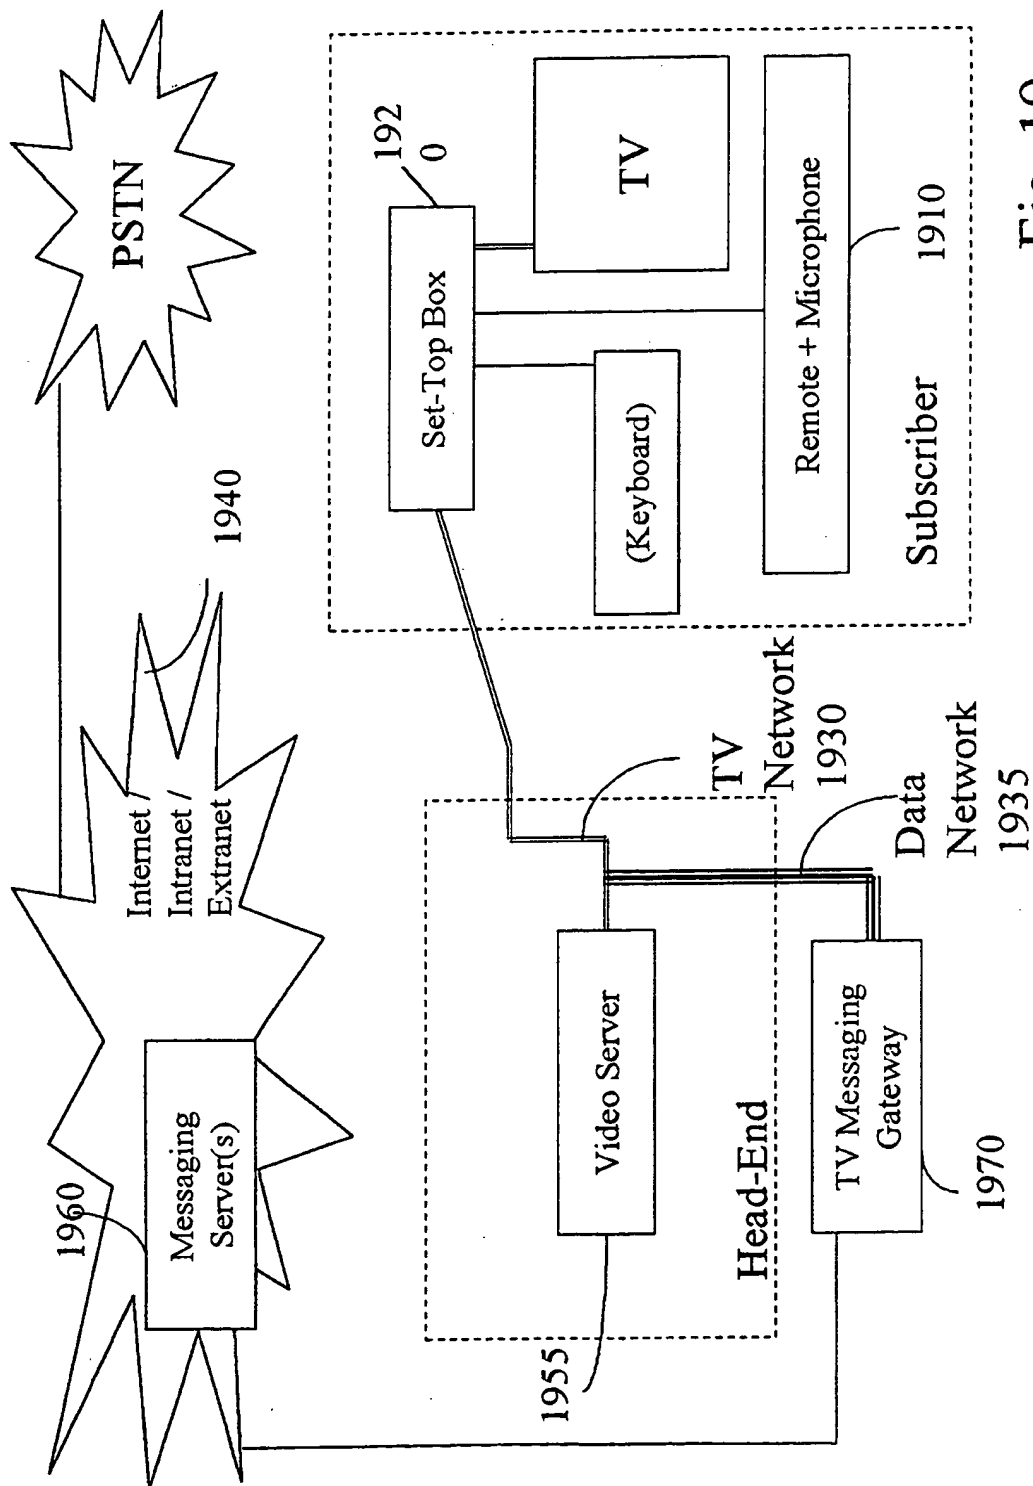 1960
Messaging
Server(s)
Internet /
Intranet /
Extranet
1940
PSTN
192
0
Set-Top Box
TV
(Keyboard)
Remote + Microphone
1910
Subscriber
1955
Video Server
Head-End
TV
Network
1930
TV Messaging
Gateway
1970
Data
Network
1935
Fig.